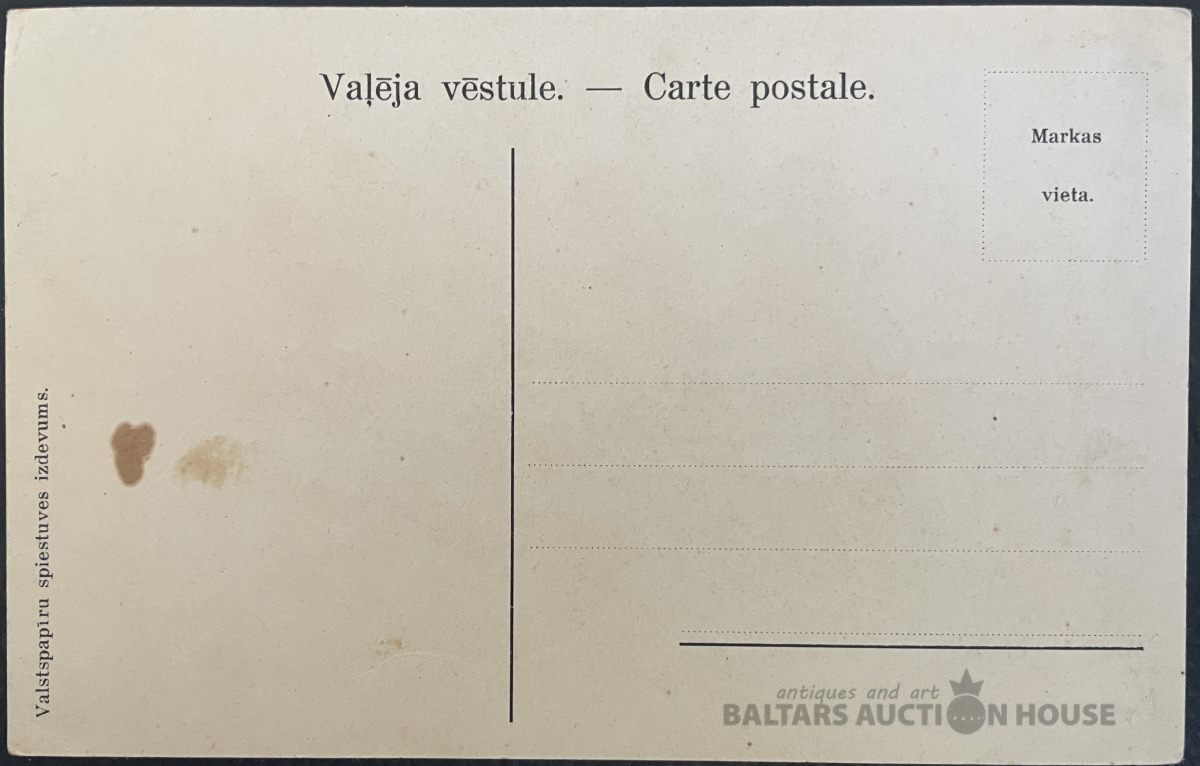 Vaļēja vēstule. — Carte postale.
Markas
vieta.
Valstspapīru spiestuves izdevums.
antiques and art
BALTARS AUCTION HOUSE